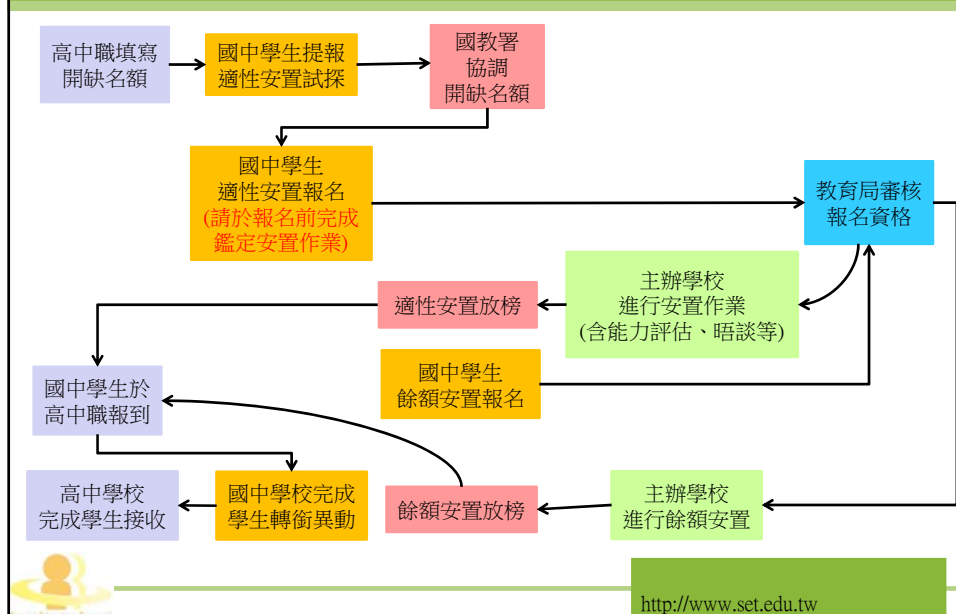 高中職填寫
開缺名額
國中學生提報
適性安置試探
國教署
協調
開缺名額
國中學生
適性安置報名
(請於報名前完成
鑑定安置作業)
教育局審核
報名資格
主辦學校
進行安置作業
(含能力評估、晤談等)
適性安置放榜
國中學生
餘額安置報名
國中學生於
高中職報到
高中學校
完成學生接收
國中學校完成
學生轉銜異動
餘額安置放榜
主辦學校
進行餘額安置
http://www.set.edu.tw